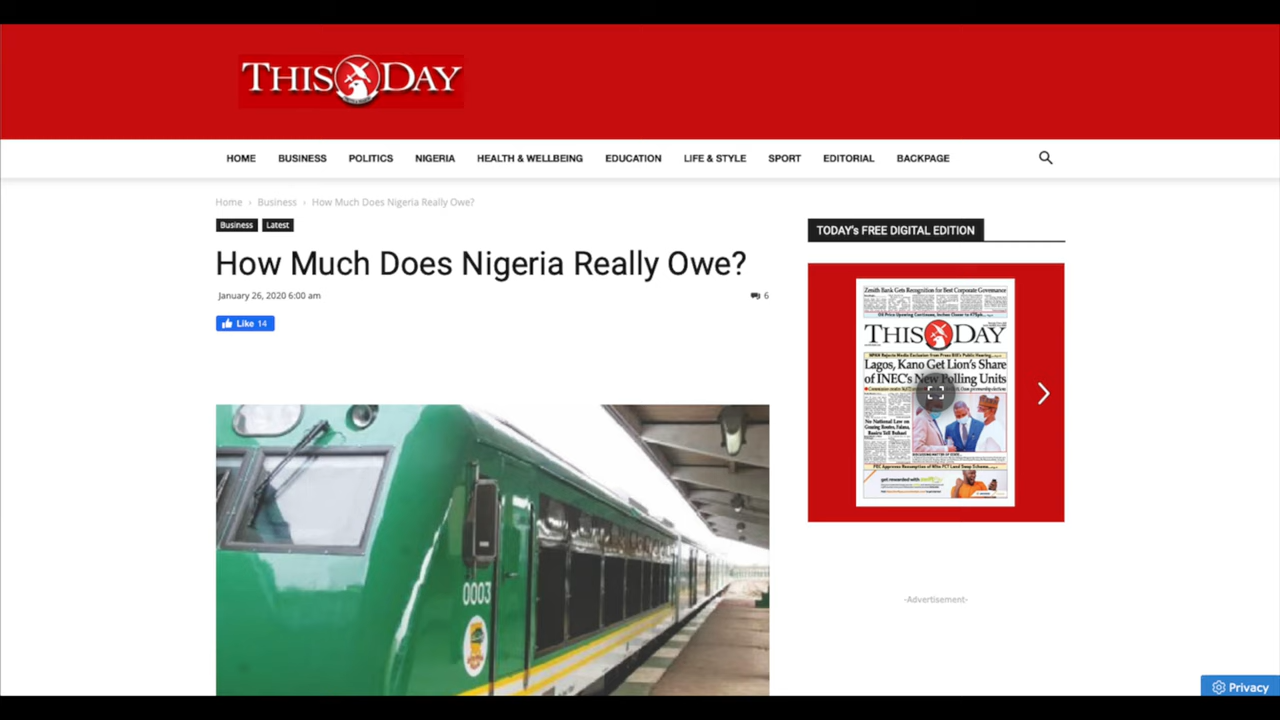 THISDAY
HOME BUSINESS POLITICS NIGERIA HEALTH & WELLBEING EDUCATION LIFE & STYLE SPORT EDITORIAL BACKPAGE
Home › Business › How Much Does Nigeria Really Owe?
Business Latest
How Much Does Nigeria Really Owe?
January 26, 2020 6:00 am
6
Like 14
0003
TODAY's FREE DIGITAL EDITION
Zenith Bank Gets Recognition for Best Corporate Governance
THISDAY
Lagos, Kano Get Lion's Share
of INEC's New Polling Units
-Advertisement-
Privacy